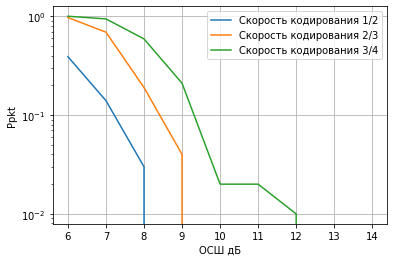 Скорость кодирования 1/2
Скорость кодирования 2/3
Скорость кодирования 3/4
10⁰
10⁻¹
10⁻²
Ppkt
6 7 8 9 10 11 12 13 14
ОСШ дБ